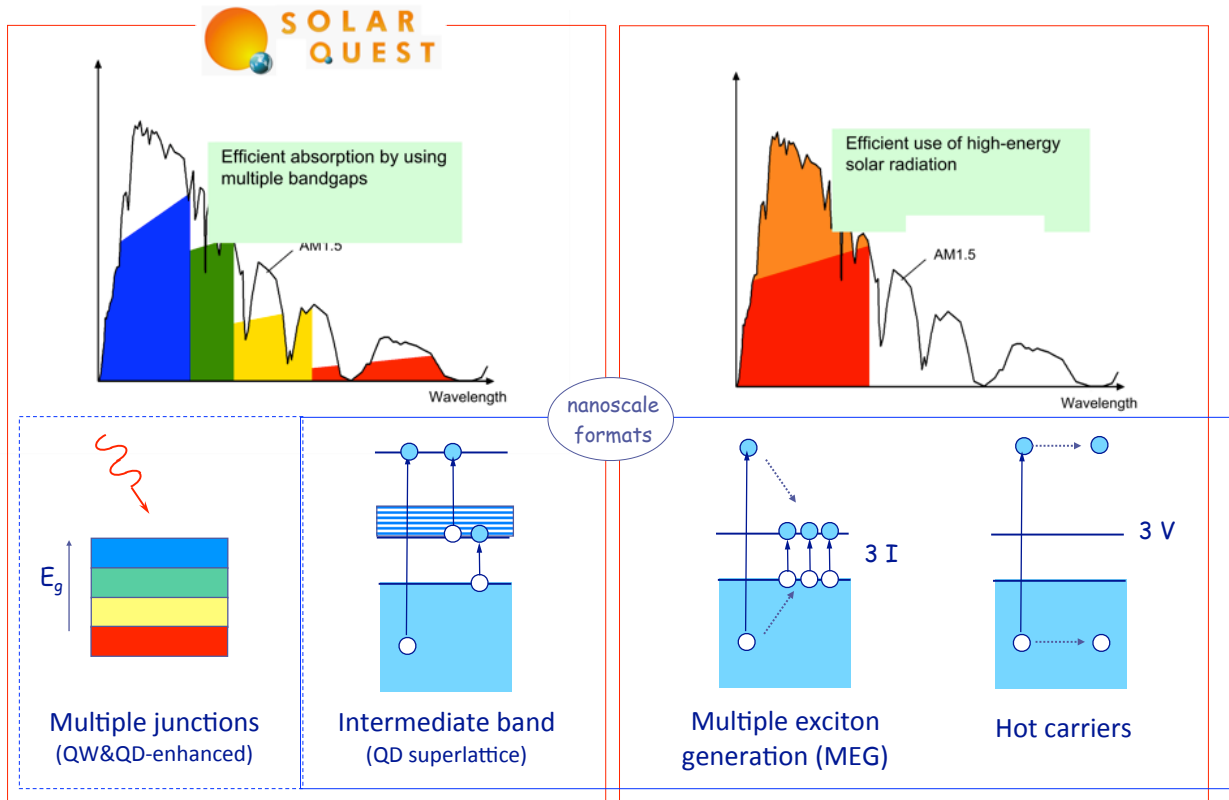 SOLAR
QUEST
Efficient absorption by using
multiple bandgaps
AM1.5
Wavelength
Efficient use of high-energy
solar radiation
AM1.5
Wavelength
nanoscale
formats
Eg
3 I
3 V
Multiple junctions
(QW&QD-enhanced)
Intermediate band
(QD superlattice)
Multiple exciton
generation (MEG)
Hot carriers